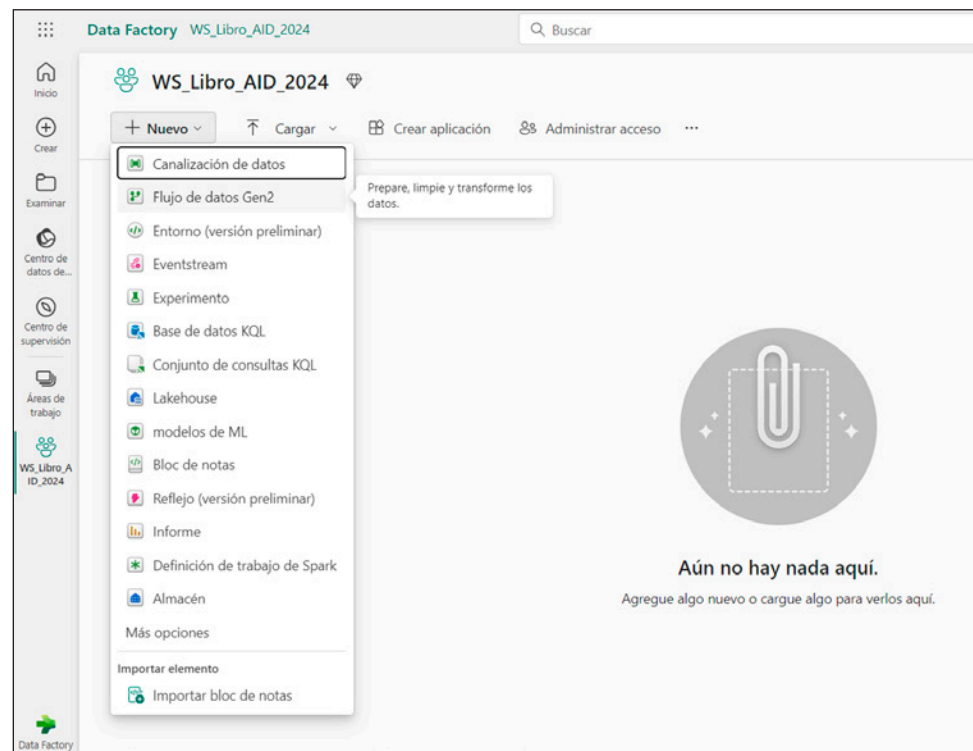 Data Factory WS_Libro_AID_2024
Buscar
Inicio
Crear
Examinar
Centro de
datos de...
Centro de
supervisión
Áreas de
trabajo
WS_Libro_A
ID_2024
Data Factory
WS_Libro_AID_2024
Nuevo Cargar Crear aplicación Administrar acceso ...
Canalización de datos
Flujo de datos Gen2
Prepare, limpie y transforme los
datos.
Entorno (versión preliminar)
Eventstream
Experimento
Base de datos KQL
Conjunto de consultas KQL
Lakehouse
modelos de ML
Bloc de notas
Reflejo (versión preliminar)
Informe
Definición de trabajo de Spark
Almacén
Más opciones
Importar elemento
Importar bloc de notas
Aún no hay nada aquí.
Agregue algo nuevo o cargue algo para verlos aquí.